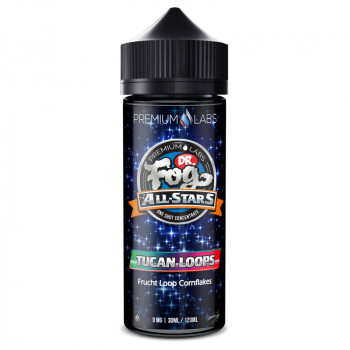 PREMIUM LABS
PREMIUM LABS
DR.
Fog
ALL-STARS
ONE SHOT CONCENTRATE
TUCAN-LOOPS
Frucht Loop Cornflakes
0 MG | 30ML / 120ML